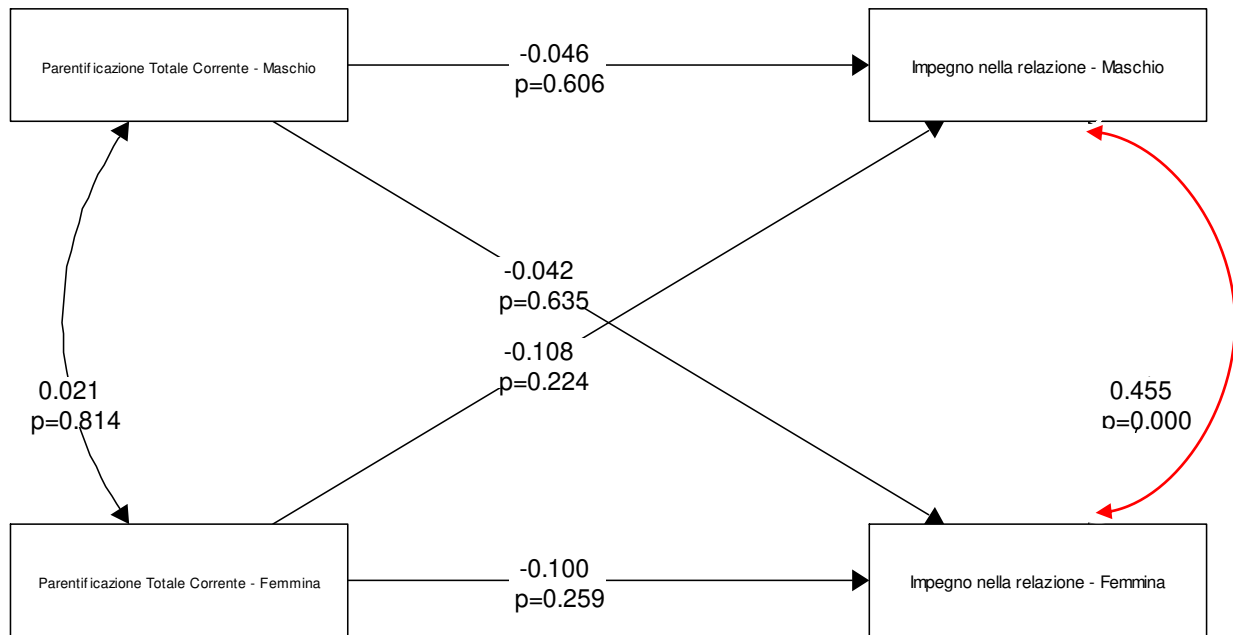 Parentificazione Totale Corrente - Maschio
-0.046
p=0.606
Impegno nella relazione - Maschio
-0.042
p=0.635
-0.108
p=0.224
0.021
p=0.814
0.455
p=0.000
Parentificazione Totale Corrente - Femmina
-0.100
p=0.259
Impegno nella relazione - Femmina